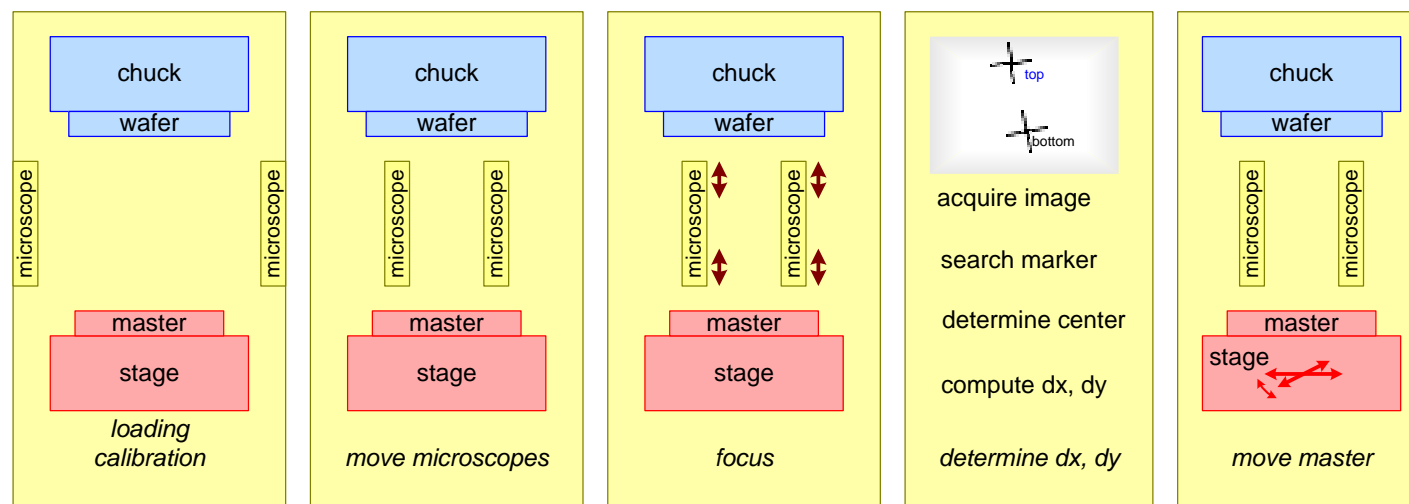 chuck
wafer
microscope
microscope
master
stage
loading
calibration
chuck
wafer
microscope
microscope
master
stage
move microscopes
chuck
wafer
microscope
microscope
master
stage
focus
top
bottom
acquire image
search marker
determine center
compute dx, dy
determine dx, dy
chuck
wafer
microscope
microscope
master
stage
move master